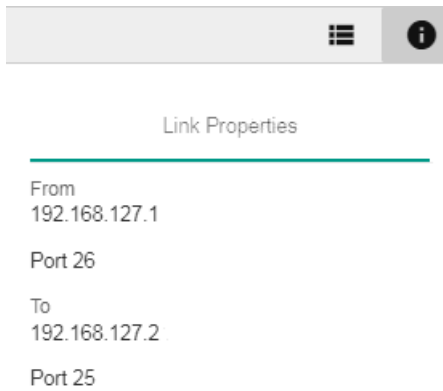 Link Properties
From
192.168.127.1
Port 26
To
192.168.127.2
Port 25